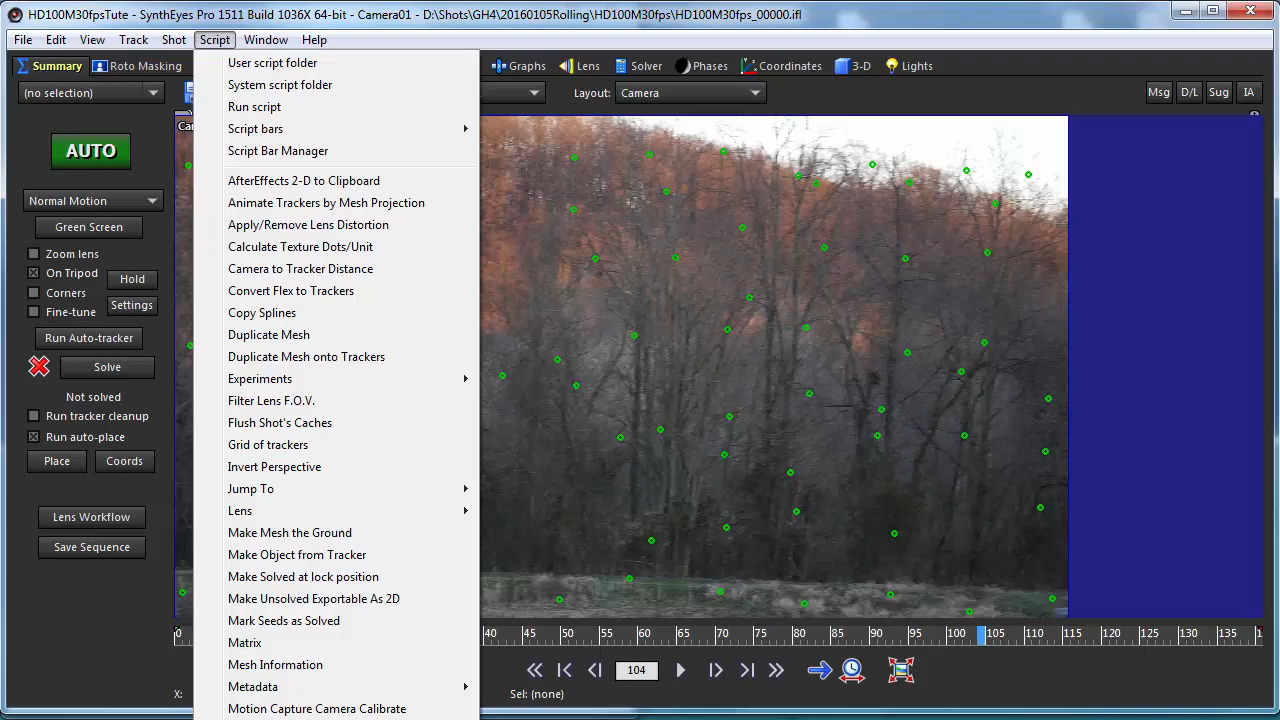 HD100M30fpsTute - SynthEyes Pro 1511 Build 1036X 64-bit - Camera01 - D:\Shots\GH4\20160105Rolling\HD100M30fps\HD100M30fps_00000.ifl
File Edit View Track Shot Script Window Help
Summary Roto Masking Graphs Lens Solver Phases Coordinates 3-D Lights
(no selection) Layout: Camera Msg D/L Sug IA
AUTO
Normal Motion
Green Screen
Zoom lens
On Tripod Hold
Corners
Fine-tune Settings
Run Auto-tracker
Solve
Not solved
Run tracker cleanup
Run auto-place
Place Coords
Lens Workflow
Save Sequence
User script folder
System script folder
Run script
Script bars
Script Bar Manager
AfterEffects 2-D to Clipboard
Animate Trackers by Mesh Projection
Apply/Remove Lens Distortion
Calculate Texture Dots/Unit
Camera to Tracker Distance
Convert Flex to Trackers
Copy Splines
Duplicate Mesh
Duplicate Mesh onto Trackers
Experiments
Filter Lens F.O.V.
Flush Shot's Caches
Grid of trackers
Invert Perspective
Jump To
Lens
Make Mesh the Ground
Make Object from Tracker
Make Solved at lock position
Make Unsolved Exportable As 2D
Mark Seeds as Solved
Matrix
Mesh Information
Metadata
Motion Capture Camera Calibrate
0 40 45 50 55 60 65 70 75 80 85 90 95 100 105 110 115 120 125 130 135
104
X: Sel: (none)